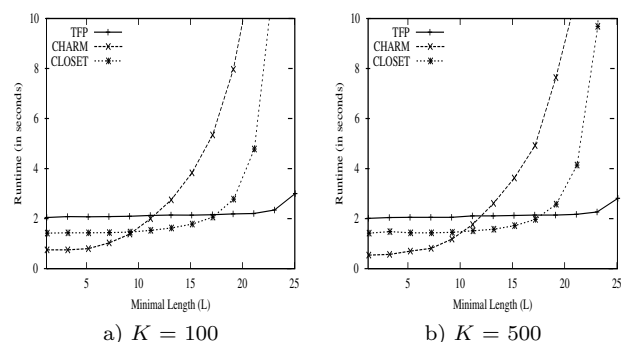 10
8
6
4
2
0
Runtime (in seconds)
TFP
CHARM
CLOSET
5 10 15 20 25
Minimal Length (L)
a) K = 100
10
8
6
4
2
0
Runtime (in seconds)
TFP
CHARM
CLOSET
5 10 15 20 25
Minimal Length (L)
b) K = 500